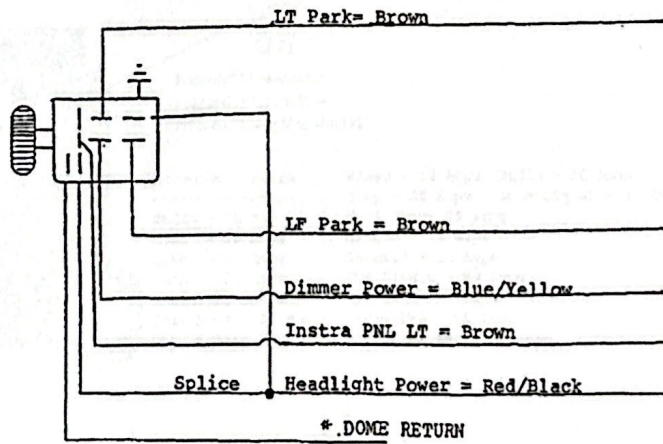 LT Park= Brown
LF Park = Brown
Dimmer Power = Blue/Yellow
Instra PNL LT = Brown
Splice Headlight Power = Red/Black
*.DOME RETURN